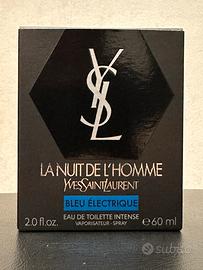 YSL
LA NUIT DE L'HOMME
YVESSAINTLAURENT
BLEU ÉLECTRIQUE
EAU DE TOILETTE INTENSE
2.0 fl.oz. VAPORISATEUR - SPRAY ℮ 60 ml
subito